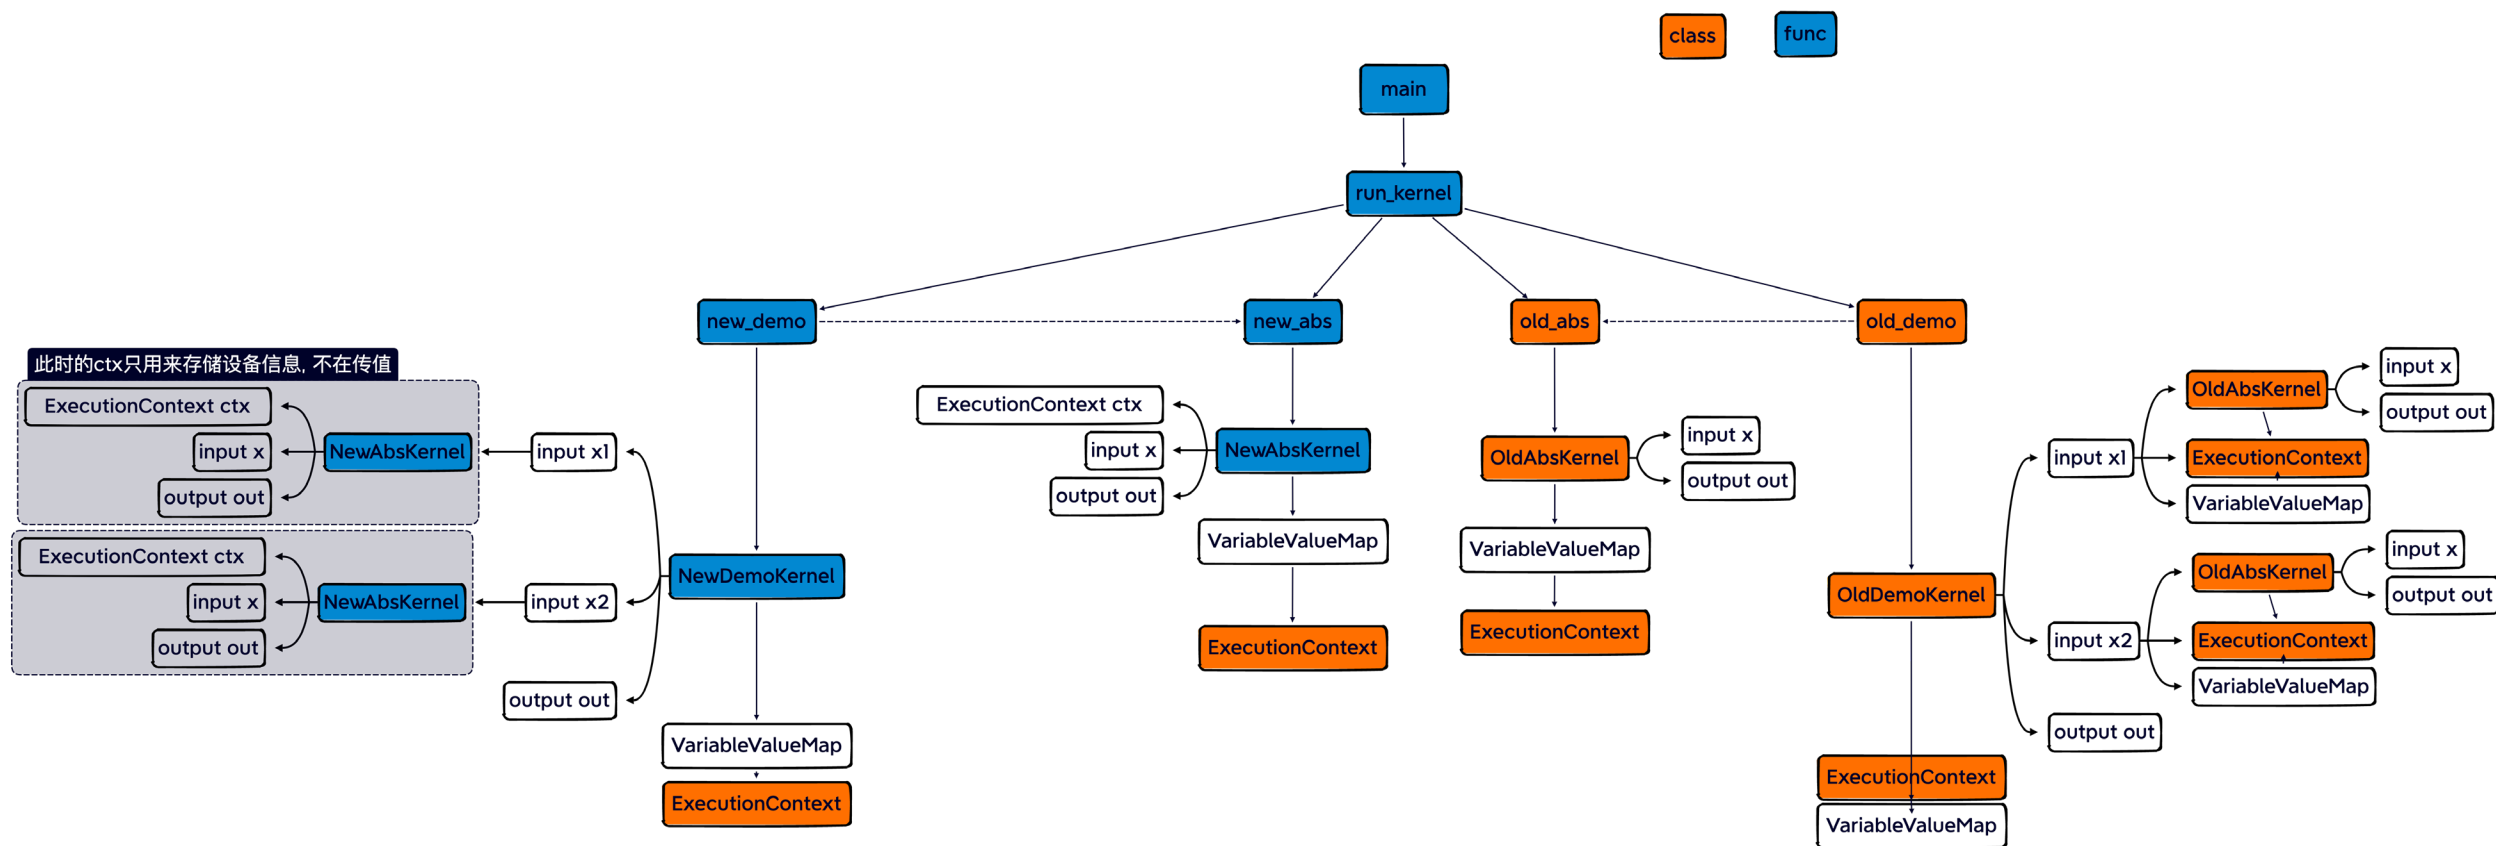 class
func
main
run_kernel
new_demo
new_abs
old_abs
old_demo
此时的ctx只用来存储设备信息, 不在传值
ExecutionContext ctx
input x
output out
NewAbsKernel
input x1
ExecutionContext ctx
input x
output out
NewAbsKernel
input x2
output out
NewDemoKernel
VariableValueMap
ExecutionContext
ExecutionContext ctx
input x
output out
NewAbsKernel
VariableValueMap
ExecutionContext
OldAbsKernel
input x
output out
VariableValueMap
ExecutionContext
OldDemoKernel
input x1
OldAbsKernel
input x
output out
ExecutionContext
VariableValueMap
input x2
OldAbsKernel
input x
output out
ExecutionContext
VariableValueMap
output out
ExecutionContext
VariableValueMap